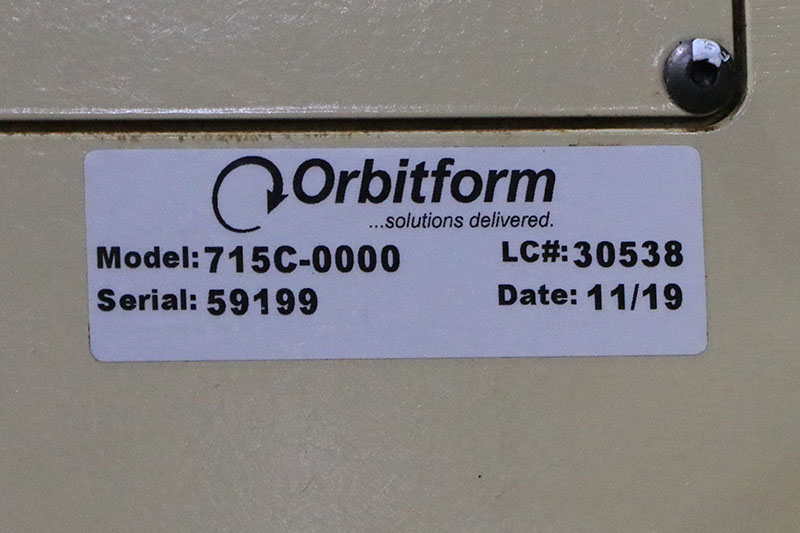 Orbitform
...solutions delivered.
Model: 715C-0000 LC#: 30538
Serial: 59199 Date: 11/19